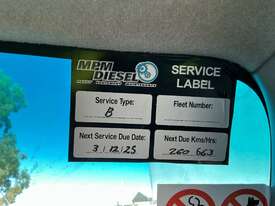 MPM DIESEL
SERVICE LABEL
Service Type:
B
Fleet Number:
Next Service Due Date:
3/12/25
Next Due Kms/Hrs:
260 663